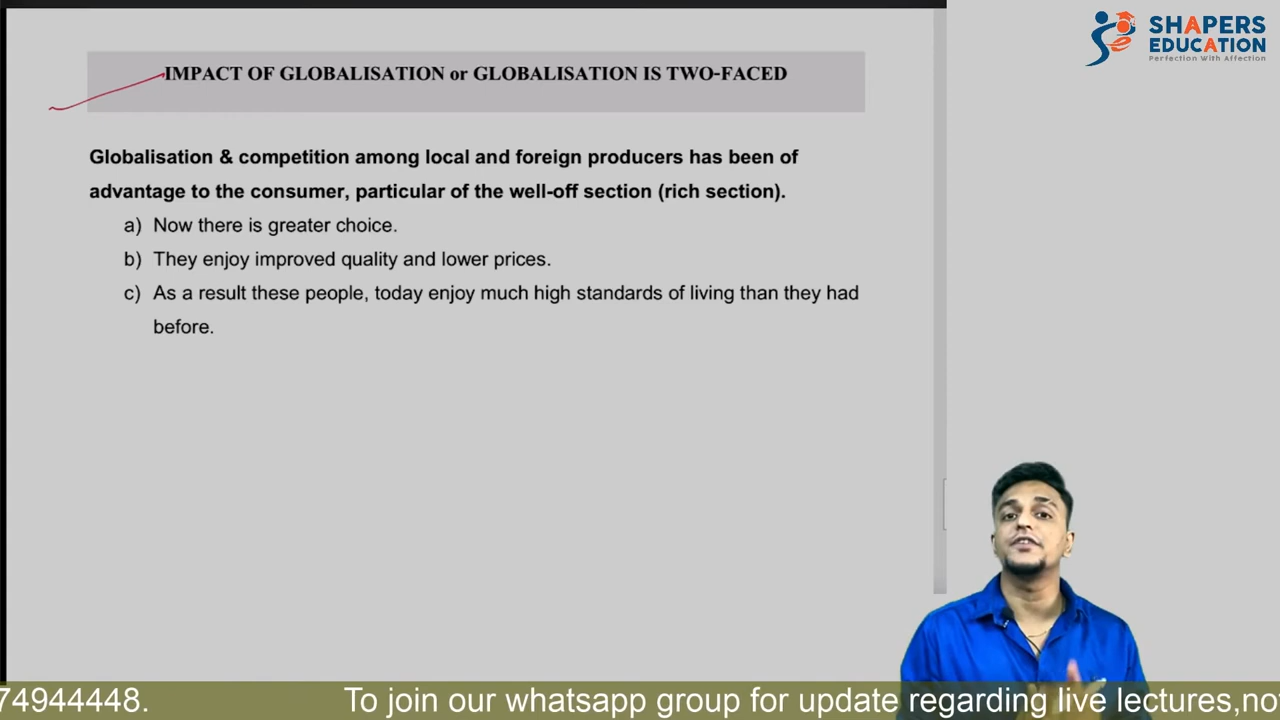 SHAPERS
EDUCATION
Perfection With Affection
IMPACT OF GLOBALISATION or GLOBALISATION IS TWO-FACED
Globalisation & competition among local and foreign producers has been of
advantage to the consumer, particular of the well-off section (rich section).
a) Now there is greater choice.
b) They enjoy improved quality and lower prices.
c) As a result these people, today enjoy much high standards of living than they had
before.
74944448. To join our whatsapp group for update regarding live lectures,no